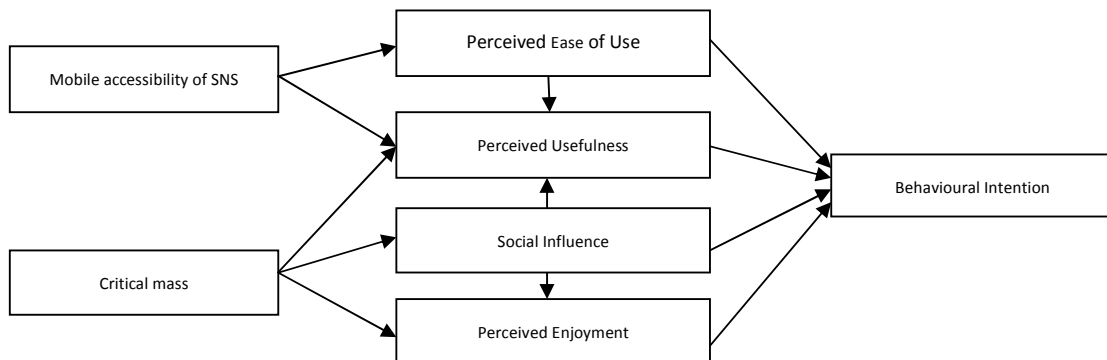 Perceived Ease of Use
Mobile accessibility of SNS
Perceived Usefulness
Behavioural Intention
Social Influence
Critical mass
Perceived Enjoyment